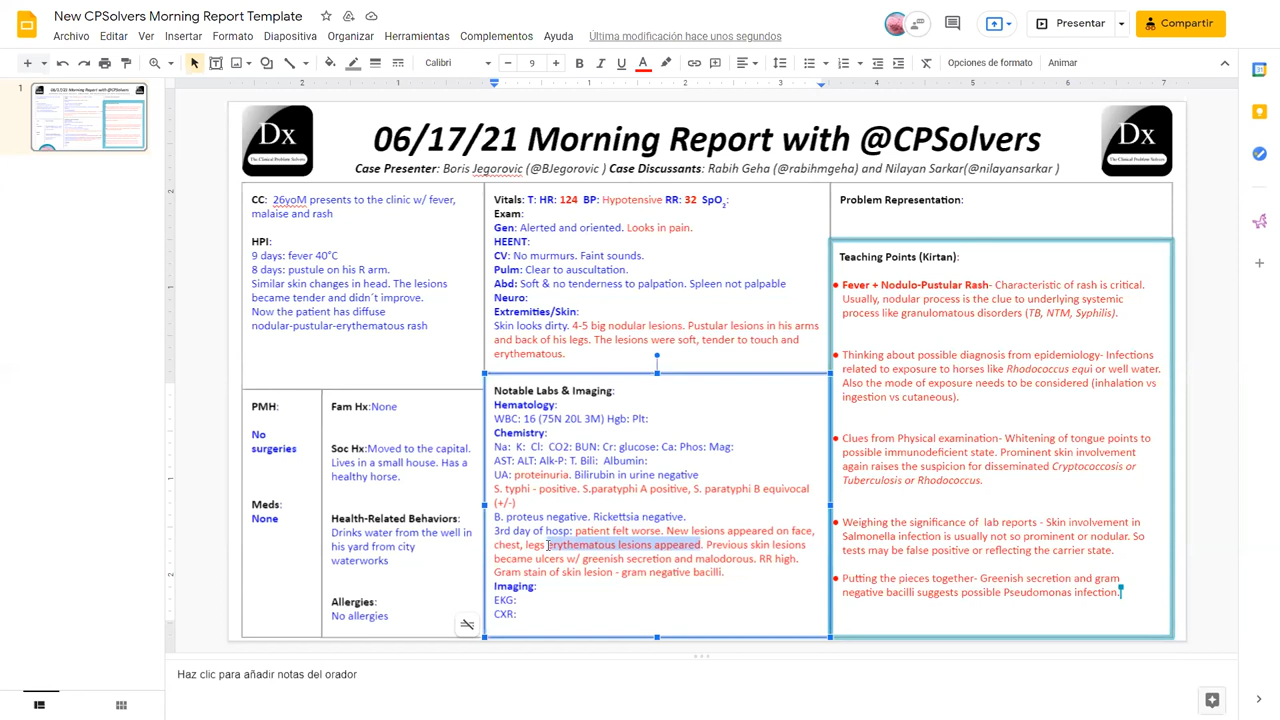 New CPSolvers Morning Report Template
Archivo Editar Ver Insertar Formato Diapositiva Organizar Herramientas Complementos Ayuda Última modificación hace unos segundos
Presentar
Compartir
Calibri 9 Opciones de formato Animar
1
06/17/21 Morning Report with @CPSolvers
Case Presenter: Boris Jegorovic (@BJegorovic ) Case Discussants: Rabih Geha (@rabihmgeha) and Nilayan Sarkar(@nilayansarkar )
Dx
The Clinical Problem Solvers
Dx
The Clinical Problem Solvers
CC: 26yoM presents to the clinic w/ fever,
malaise and rash
HPI:
9 days: fever 40°C
8 days: pustule on his R arm.
Similar skin changes in head. The lesions
became tender and didn´t improve.
Now the patient has diffuse
nodular-pustular-erythematous rash
PMH:
No
surgeries
Meds:
None
Fam Hx:None
Soc Hx:Moved to the capital.
Lives in a small house. Has a
healthy horse.
Health-Related Behaviors:
Drinks water from the well in
his yard from city
waterworks
Allergies:
No allergies
Vitals: T: HR: 124 BP: Hypotensive RR: 32 SpO2:
Exam:
Gen: Alerted and oriented. Looks in pain.
HEENT:
CV: No murmurs. Faint sounds.
Pulm: Clear to auscultation.
Abd: Soft & no tenderness to palpation. Spleen not palpable
Neuro:
Extremities/Skin:
Skin looks dirty. 4-5 big nodular lesions. Pustular lesions in his arms
and back of his legs. The lesions were soft, tender to touch and
erythematous.
Notable Labs & Imaging:
Hematology:
WBC: 16 (75N 20L 3M) Hgb: Plt:
Chemistry:
Na: K: Cl: CO2: BUN: Cr: glucose: Ca: Phos: Mag:
AST: ALT: Alk-P: T. Bili: Albumin:
UA: proteinuria. Bilirubin in urine negative
S. typhi - positive. S.paratyphi A positive, S. paratyphi B equivocal
(+/-)
B. proteus negative. Rickettsia negative.
3rd day of hosp: patient felt worse. New lesions appeared on face,
chest, legs erythematous lesions appeared. Previous skin lesions
became ulcers w/ greenish secretion and malodorous. RR high.
Gram stain of skin lesion - gram negative bacilli.
Imaging:
EKG:
CXR:
Problem Representation:
Teaching Points (Kirtan):
● Fever + Nodulo-Pustular Rash- Characteristic of rash is critical.
Usually, nodular process is the clue to underlying systemic
process like granulomatous disorders (TB, NTM, Syphilis).
● Thinking about possible diagnosis from epidemiology- Infections
related to exposure to horses like Rhodococcus equi or well water.
Also the mode of exposure needs to be considered (inhalation vs
ingestion vs cutaneous).
● Clues from Physical examination- Whitening of tongue points to
possible immunodeficient state. Prominent skin involvement
again raises the suspicion for disseminated Cryptococcosis or
Tuberculosis or Rhodococcus.
● Weighing the significance of lab reports - Skin involvement in
Salmonella infection is usually not so prominent or nodular. So
tests may be false positive or reflecting the carrier state.
● Putting the pieces together- Greenish secretion and gram
negative bacilli suggests possible Pseudomonas infection.
Haz clic para añadir notas del orador